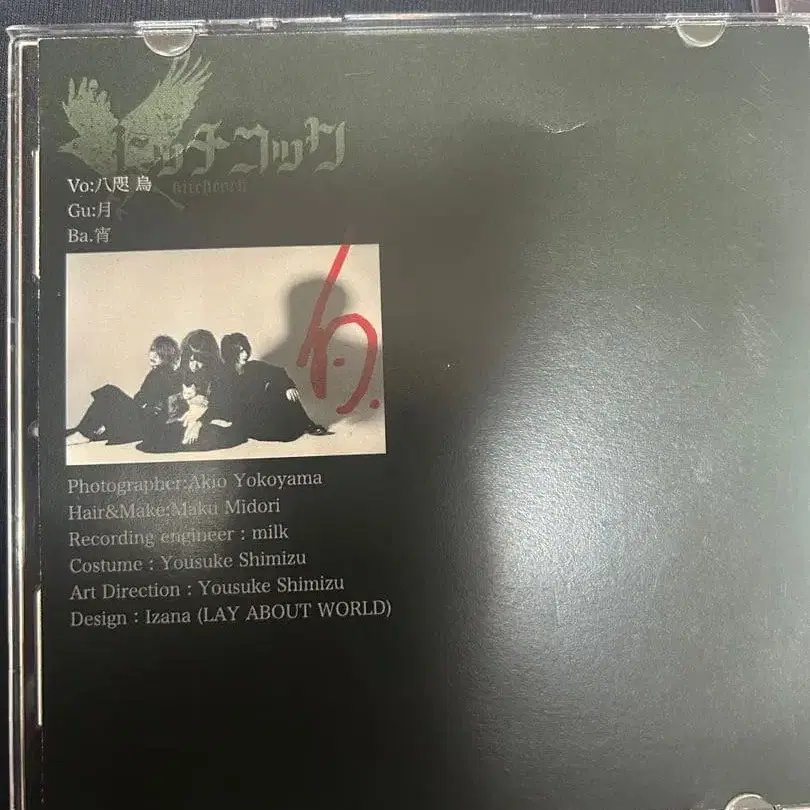 ヒッチコック
hitchcock
Vo:八咫 烏
Gu:月
Ba.宵
Photographer:Akio Yokoyama
Hair&Make:Maku Midori
Recording engineer : milk
Costume : Yousuke Shimizu
Art Direction : Yousuke Shimizu
Design : Izana (LAY ABOUT WORLD)